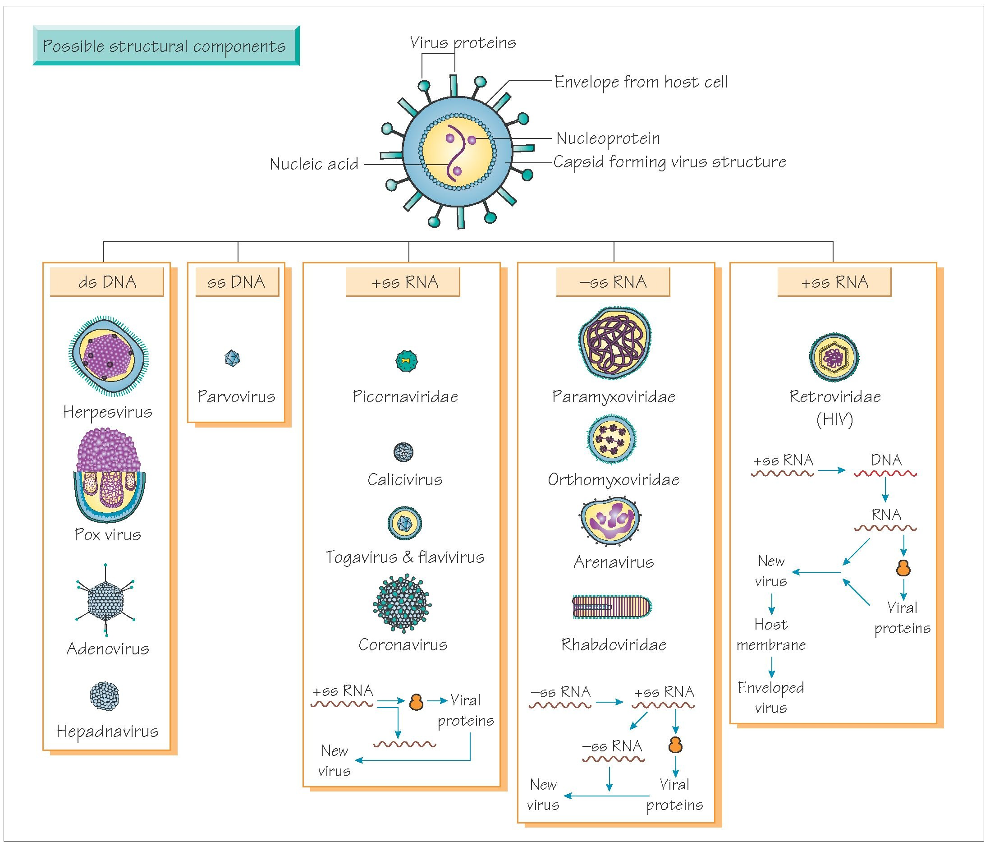 Possible structural components
Virus proteins
Envelope from host cell
Nucleoprotein
Nucleic acid
Capsid forming virus structure
ds DNA
Herpesvirus
Pox virus
Adenovirus
Hepadnavirus
ss DNA
Parvovirus
+ss RNA
Picornaviridae
Calicivirus
Togavirus & flavivirus
Coronavirus
+ss RNA
Viral
proteins
New
virus
–ss RNA
Paramyxoviridae
Orthomyxoviridae
Arenavirus
Rhabdoviridae
–ss RNA
+ss RNA
–ss RNA
New
virus
Viral
proteins
+ss RNA
Retroviridae
(HIV)
+ss RNA
DNA
RNA
New
virus
Viral
proteins
Host
membrane
Enveloped
virus